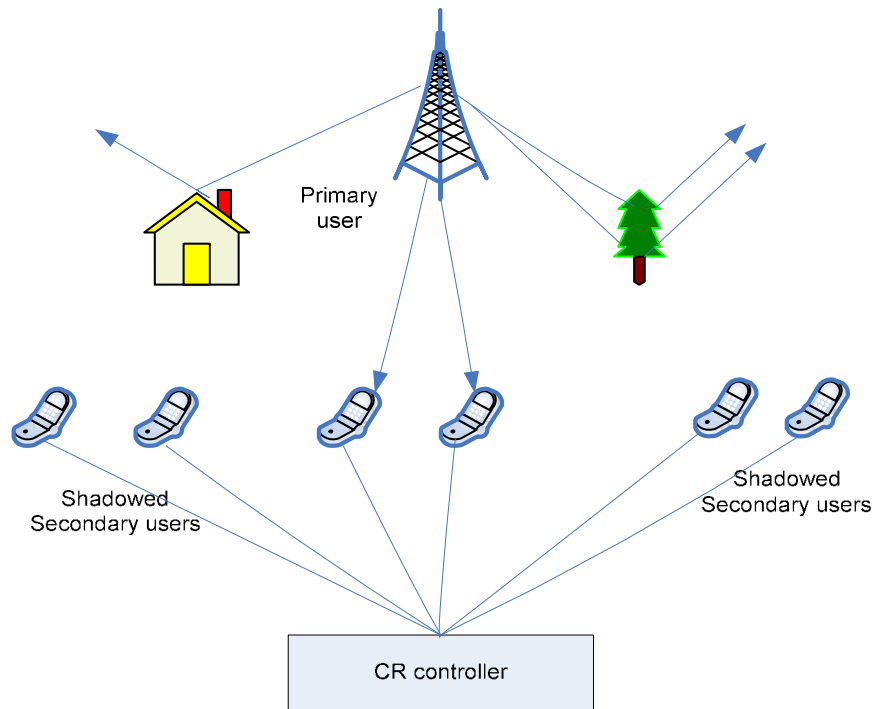 Primary
user
Shadowed
Secondary users
Shadowed
Secondary users
CR controller